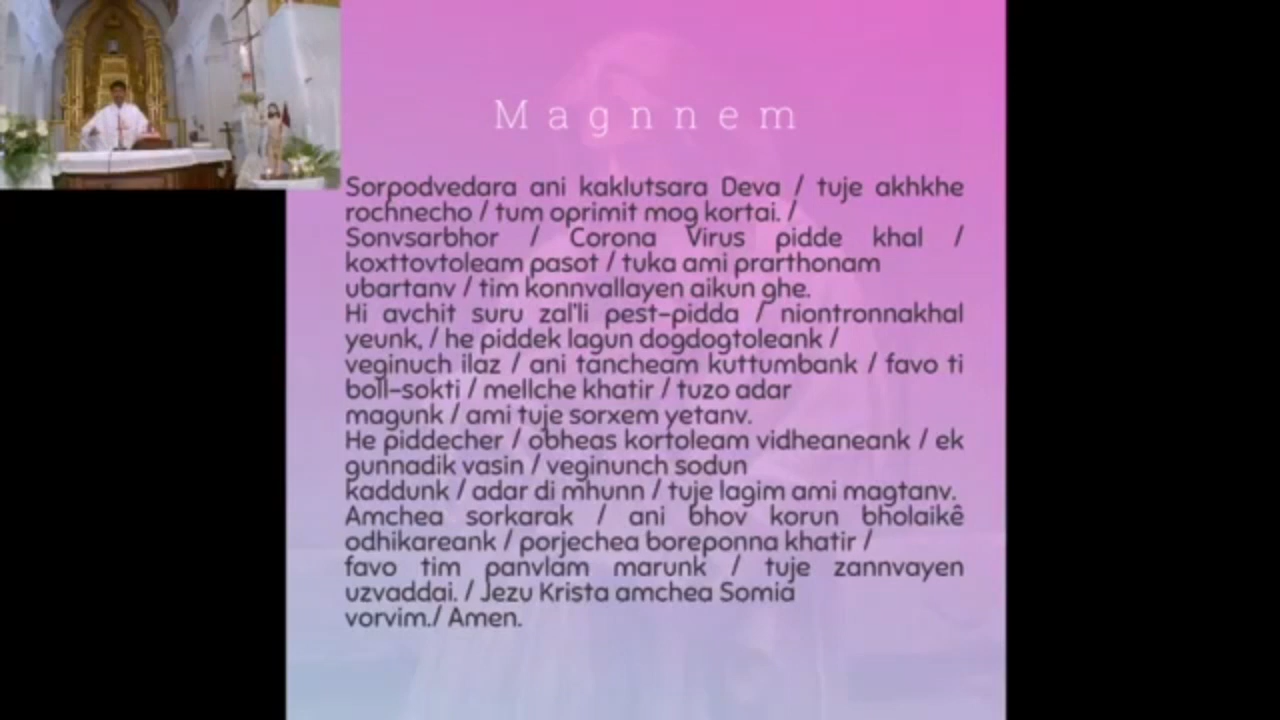 Magnnem
Sorpodvedara ani kaklutsara Deva / tuje akhkhe
rochnecho / tum oprimit mog kortai. /
Sonvsarbhor / Corona Virus pidde khal /
koxttovtoleam pasot / tuka ami prarthonam
ubartanv / tim konnvallayen aikun ghe.
Hi avchit suru zal'li pest-pidda / niontronnakhal
yeunk, / he piddek lagun dogdogtoleank /
veginuch ilaz / ani tancheam kuttumbank / favo ti
boll-sokti / mellche khatir / tuzo adar
magunk / ami tuje sorxem yetanv.
He piddecher / obheas kortoleam vidheaneank / ek
gunnadik vasin / veginunch sodun
kaddunk / adar di mhunn / tuje lagim ami magtanv.
Amchea sorkarak / ani bhov korun bholaikê
odhikareank / porjechea boreponna khatir /
favo tim panvlam marunk / tuje zannvayen
uzvaddai. / Jezu Krista amchea Somia
vorvim./ Amen.